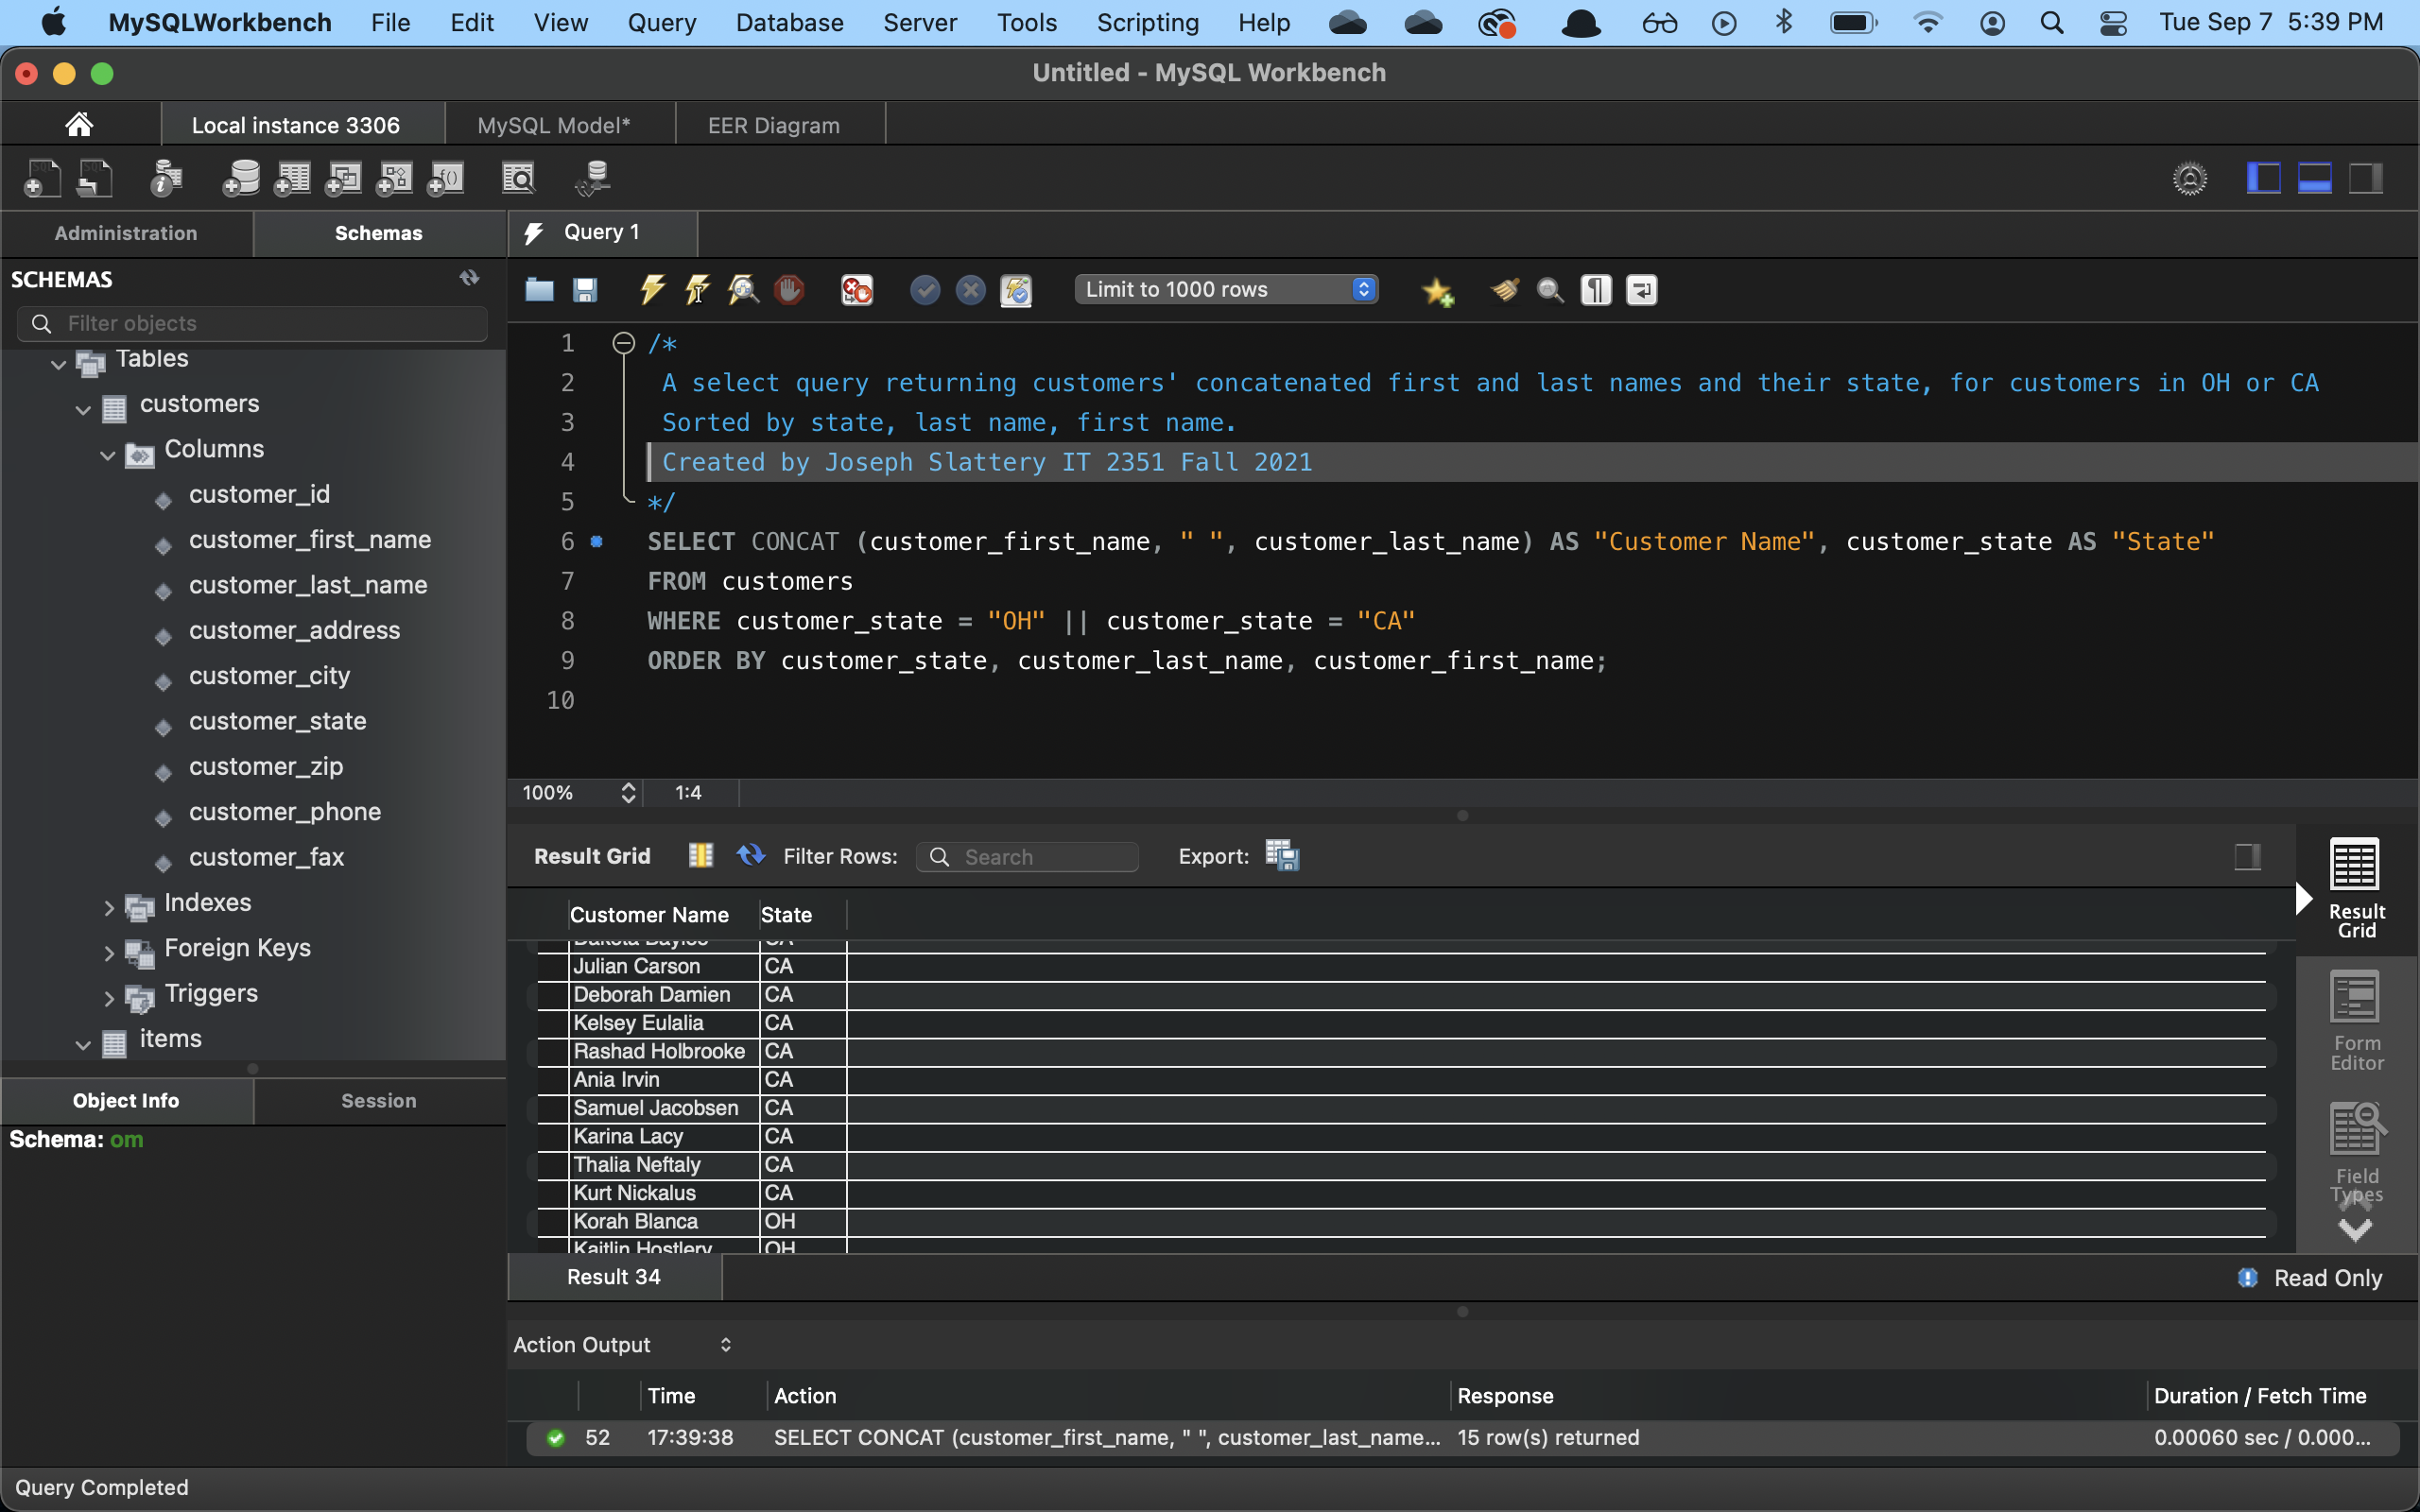 MySQLWorkbench File Edit View Query Database Server Tools Scripting Help Tue Sep 7 5:39 PM
Untitled - MySQL Workbench
Local instance 3306 MySQL Model* EER Diagram
Administration Schemas Query 1
SCHEMAS
Filter objects
Limit to 1000 rows
Tables
customers
Columns
customer_id
customer_first_name
customer_last_name
customer_address
customer_city
customer_state
customer_zip
customer_phone
customer_fax
Indexes
Foreign Keys
Triggers
items
Object Info Session
Schema: om
1 /*
2 A select query returning customers' concatenated first and last names and their state, for customers in OH or CA
3 Sorted by state, last name, first name.
4 Created by Joseph Slattery IT 2351 Fall 2021
5 */
6 SELECT CONCAT (customer_first_name, " ", customer_last_name) AS "Customer Name", customer_state AS "State"
7 FROM customers
8 WHERE customer_state = "OH" || customer_state = "CA"
9 ORDER BY customer_state, customer_last_name, customer_first_name;
10
100% 1:4
Result Grid Filter Rows: Search Export:
Customer Name State
Julian Carson CA
Deborah Damien CA
Kelsey Eulalia CA
Rashad Holbrooke CA
Ania Irvin CA
Samuel Jacobsen CA
Karina Lacy CA
Thalia Neftaly CA
Kurt Nickalus CA
Korah Blanca OH
Kaitlin Hostlery OH
Result Grid
Form Editor
Field Types
Result 34 Read Only
Action Output
Time Action Response Duration / Fetch Time
52 17:39:38 SELECT CONCAT (customer_first_name, " ", customer_last_name... 15 row(s) returned 0.00060 sec / 0.000...
Query Completed